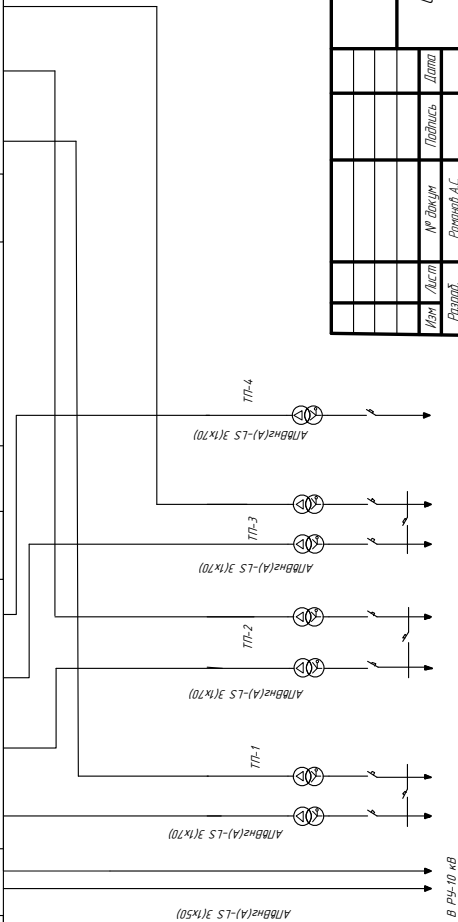 Изм Лист № докум Подпись Дата
Разраб. Романов А.С.
ТП-4
АПВВнг(А)-LS 3(1х70)
ТП-3
АПВВнг(А)-LS 3(1х70)
ТП-2
АПВВнг(А)-LS 3(1х70)
ТП-1
АПВВнг(А)-LS 3(1х70)
АПВВнг(А)-LS 3(1х50)
В РУ-10 кВ